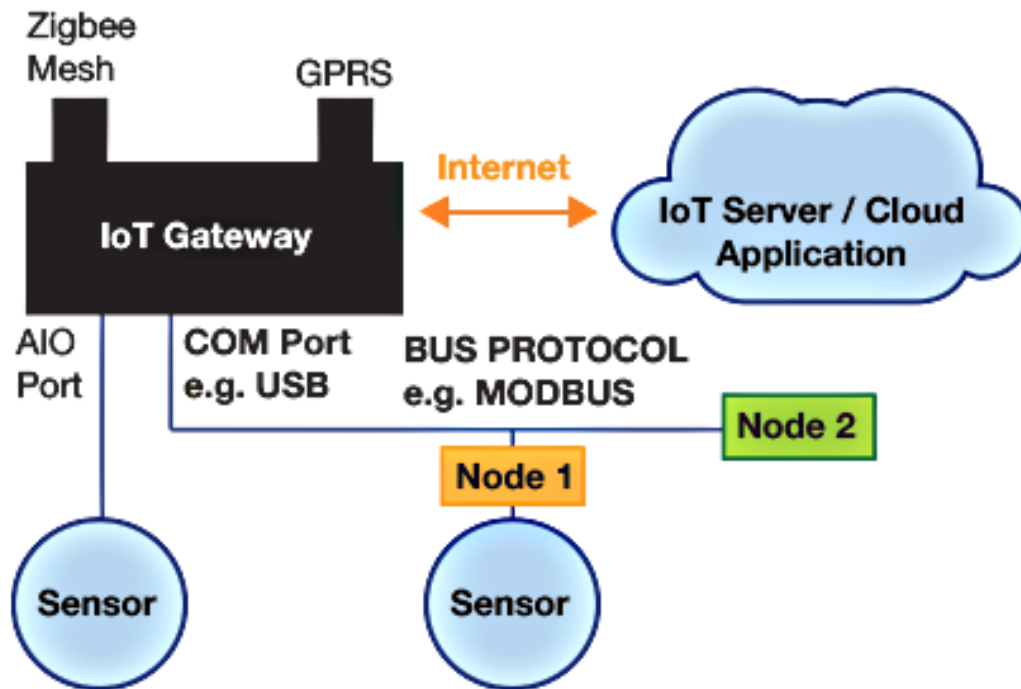 Zigbee
Mesh
GPRS
Internet
IoT Gateway
IoT Server / Cloud
Application
AIO
Port
COM Port
e.g. USB
BUS PROTOCOL
e.g. MODBUS
Node 2
Node 1
Sensor
Sensor